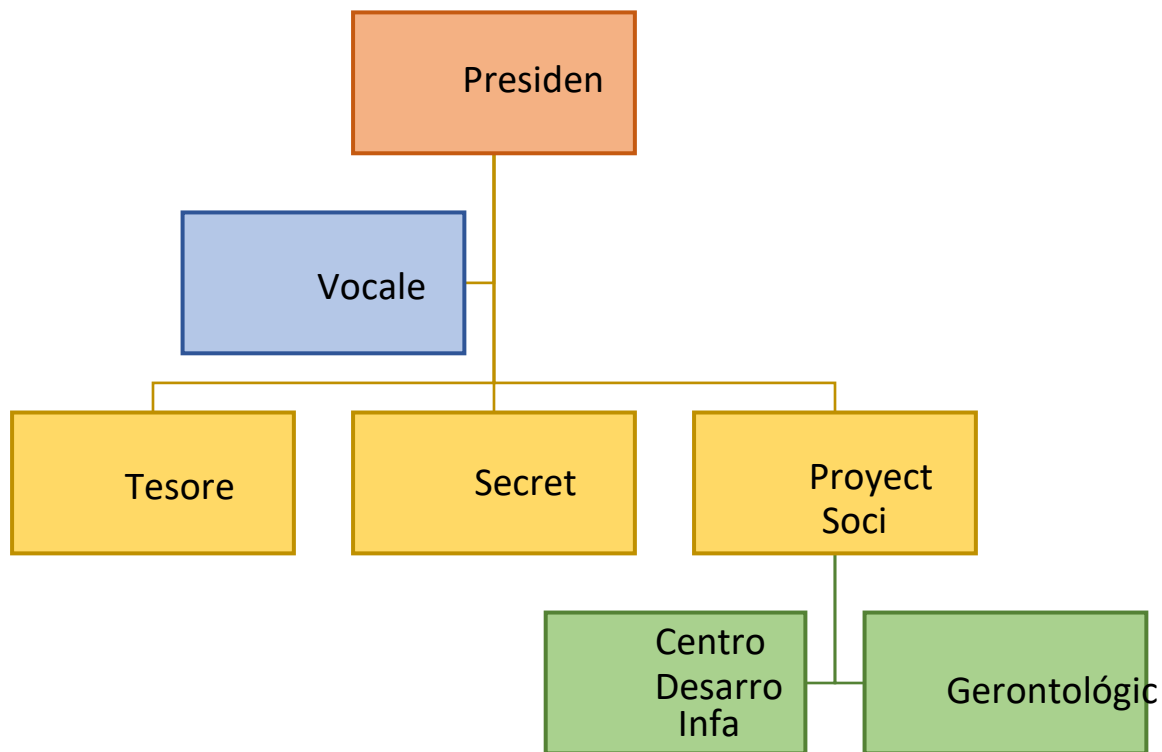 Presiden
Vocale
Tesore
Secret
Proyect
Soci
Centro
Desarro
Infa
Gerontológic